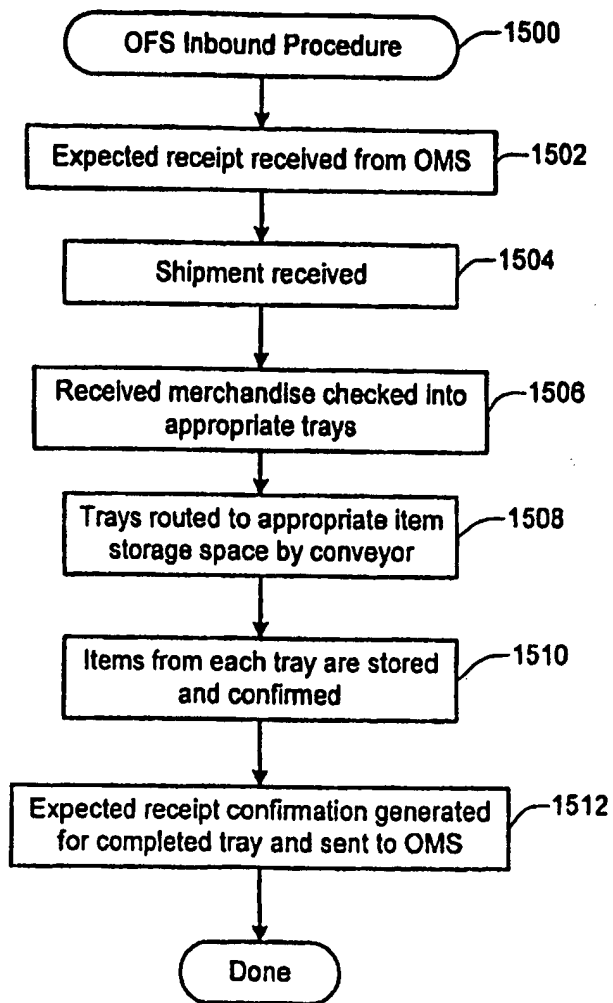 OFS Inbound Procedure
1500
Expected receipt received from OMS
1502
Shipment received
1504
Received merchandise checked into
appropriate trays
1506
Trays routed to appropriate item
storage space by conveyor
1508
Items from each tray are stored
and confirmed
1510
Expected receipt confirmation generated
for completed tray and sent to OMS
1512
Done